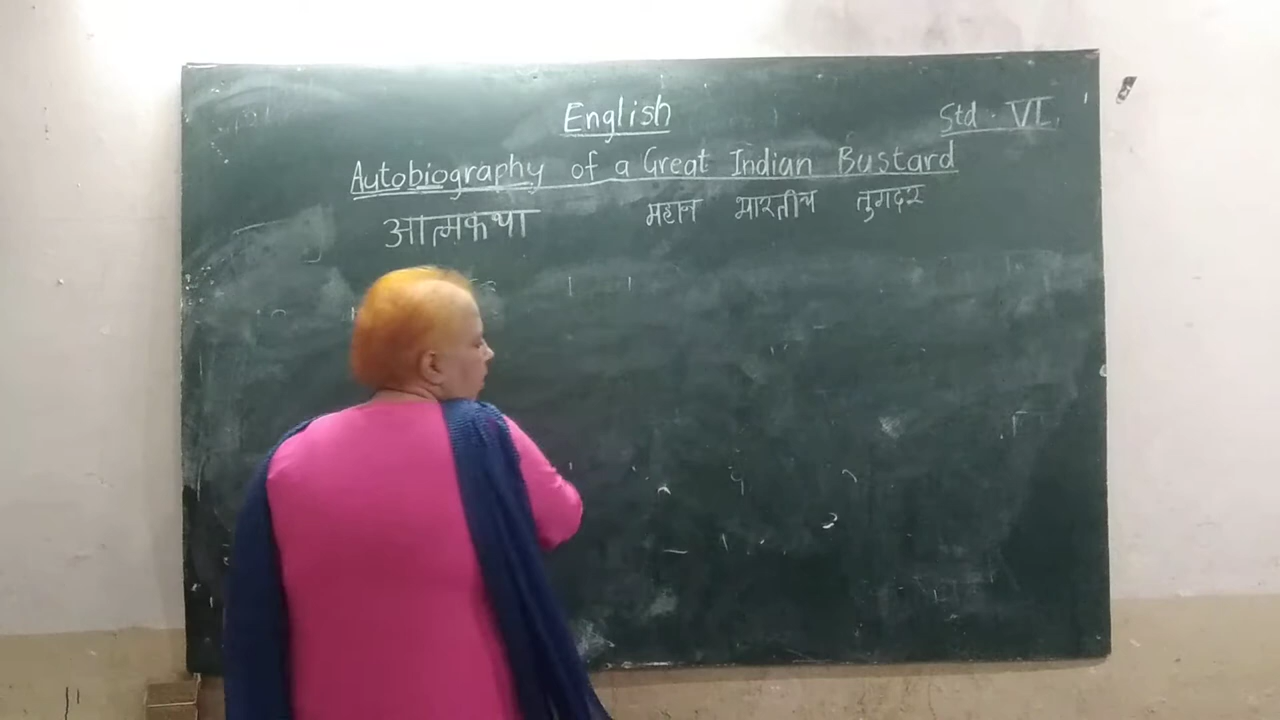 English
Std. VI.
Autobiography of a Great Indian Bustard
आत्मकथा महान भारतीय तुगदर